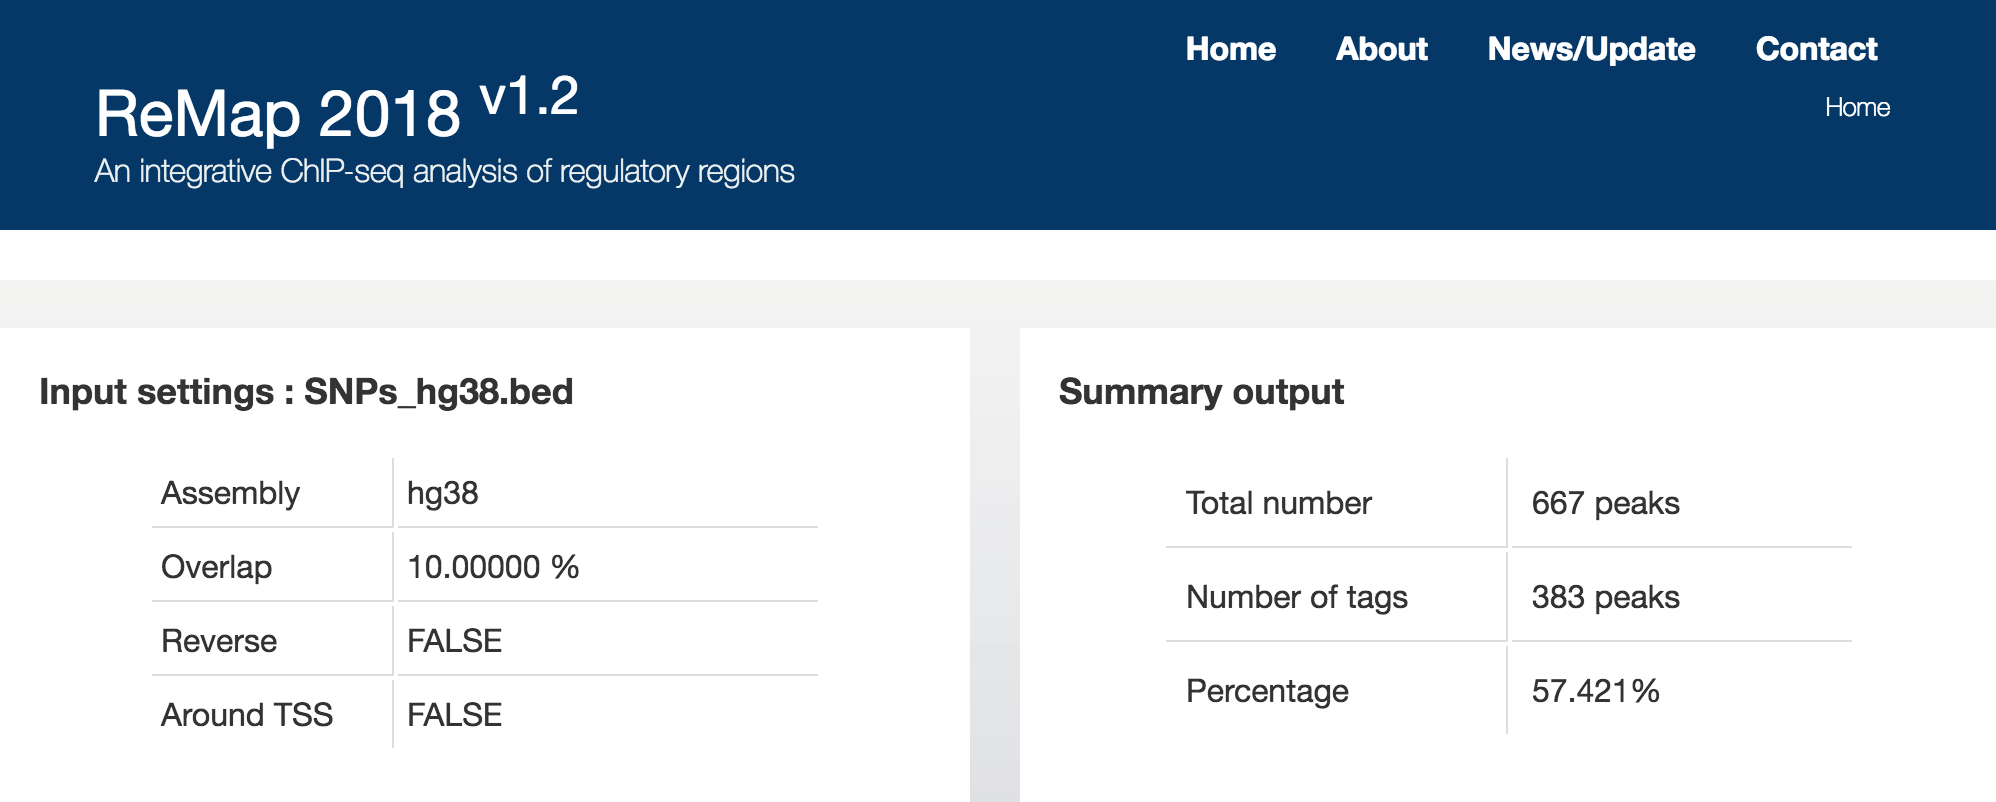 Home About News/Update Contact
Home
ReMap 2018 v1.2
An integrative ChIP-seq analysis of regulatory regions
Input settings : SNPs_hg38.bed
Assembly hg38
Overlap 10.00000 %
Reverse FALSE
Around TSS FALSE
Summary output
Total number 667 peaks
Number of tags 383 peaks
Percentage 57.421%